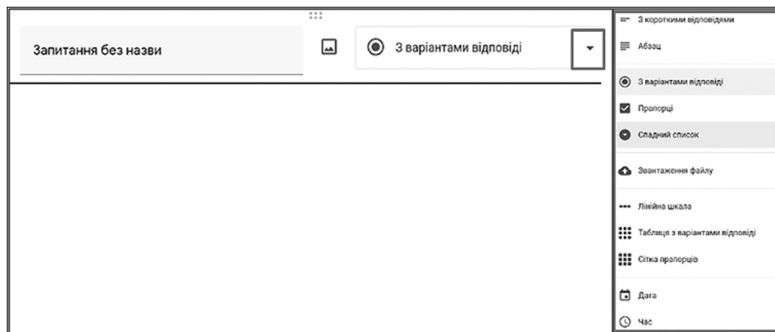 Запитання без назви
З варіантами відповіді
З короткими відповідями
Абзац
З варіантами відповіді
Прапорці
Спадний список
Звантаження файлу
Лінійна шкала
Таблиця з варіантами відповіді
Сітка прапорців
Дата
Час